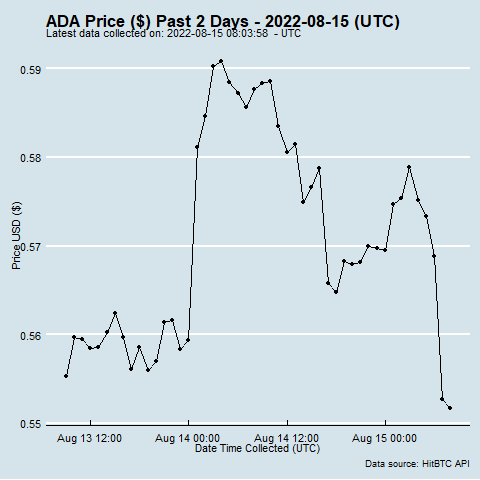 ADA Price ($) Past 2 Days - 2022-08-15 (UTC)
Latest data collected on: 2022-08-15 08:03:58  - UTC
0.59
0.58
0.57
0.56
0.55
Price USD ($)
Aug 13 12:00 Aug 14 00:00 Aug 14 12:00 Aug 15 00:00
Date Time Collected (UTC)
Data source: HitBTC API